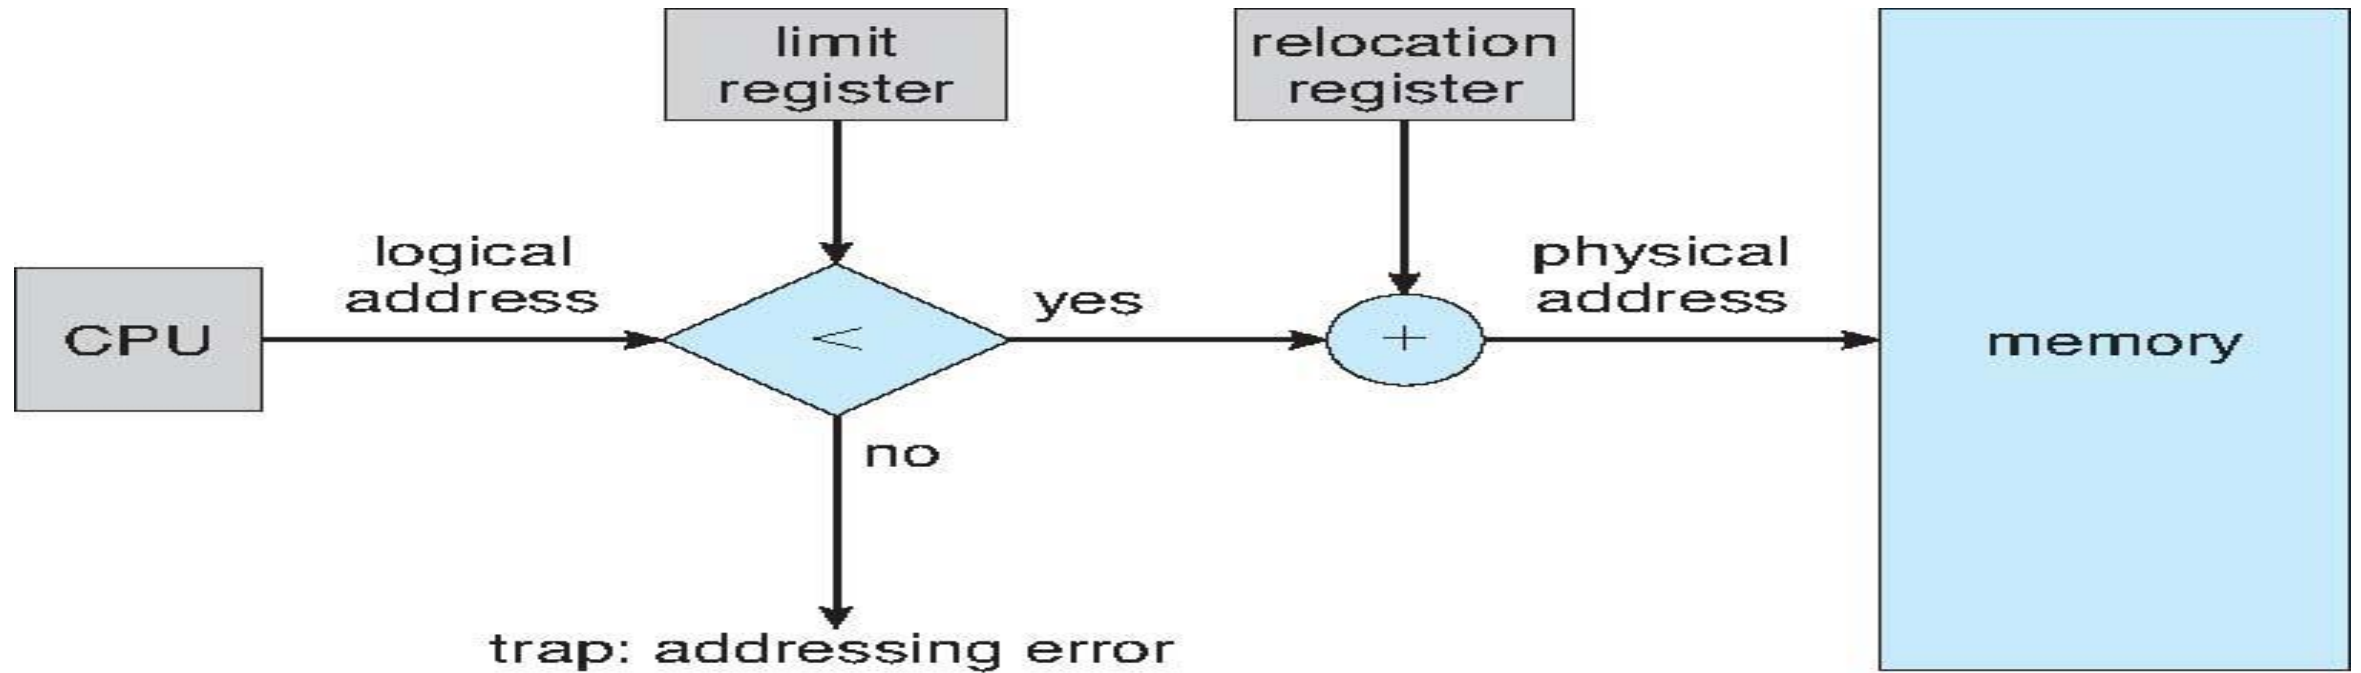 limit
register
relocation
register
logical
address
physical
address
yes
CPU
<
+
memory
no
trap: addressing error